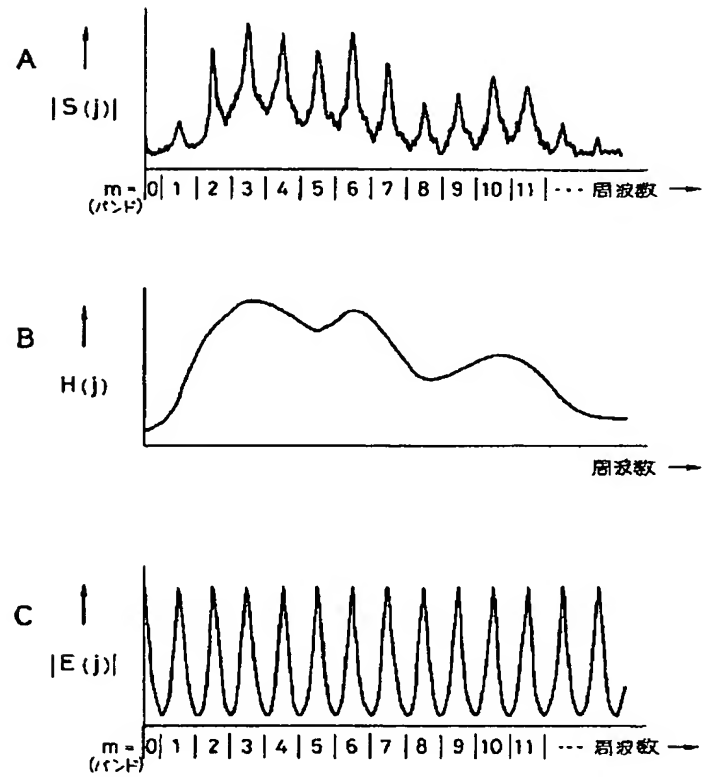 A
|S(j)|
m = 0 | 1 | 2 | 3 | 4 | 5 | 6 | 7 | 8 | 9 | 10 | 11 | ··· 周波数 →
(バンド)
B
H(j)
周波数 →
C
|E(j)|
m = 0 | 1 | 2 | 3 | 4 | 5 | 6 | 7 | 8 | 9 | 10 | 11 | ··· 周波数 →
(バンド)